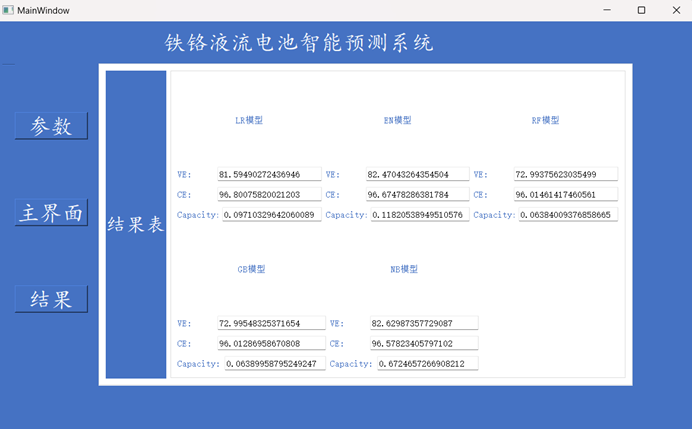 MainWindow
铁铬液流电池智能预测系统
参数
主界面
结果
结果表
LR模型 EN模型 RF模型
VE: 81.59490272436946 VE: 82.47043264354504 VE: 72.99375623035499
CE: 96.80075820021203 CE: 96.67478286381784 CE: 96.01461417460561
Capacity: 0.09710329642060089 Capacity: 0.11820538949510576 Capacity: 0.06384009376858665
GB模型 NB模型
VE: 72.99548325371654 VE: 82.62987357729087
CE: 96.01286958670808 CE: 96.57823405797102
Capacity: 0.06389958795249247 Capacity: 0.6724657266908212